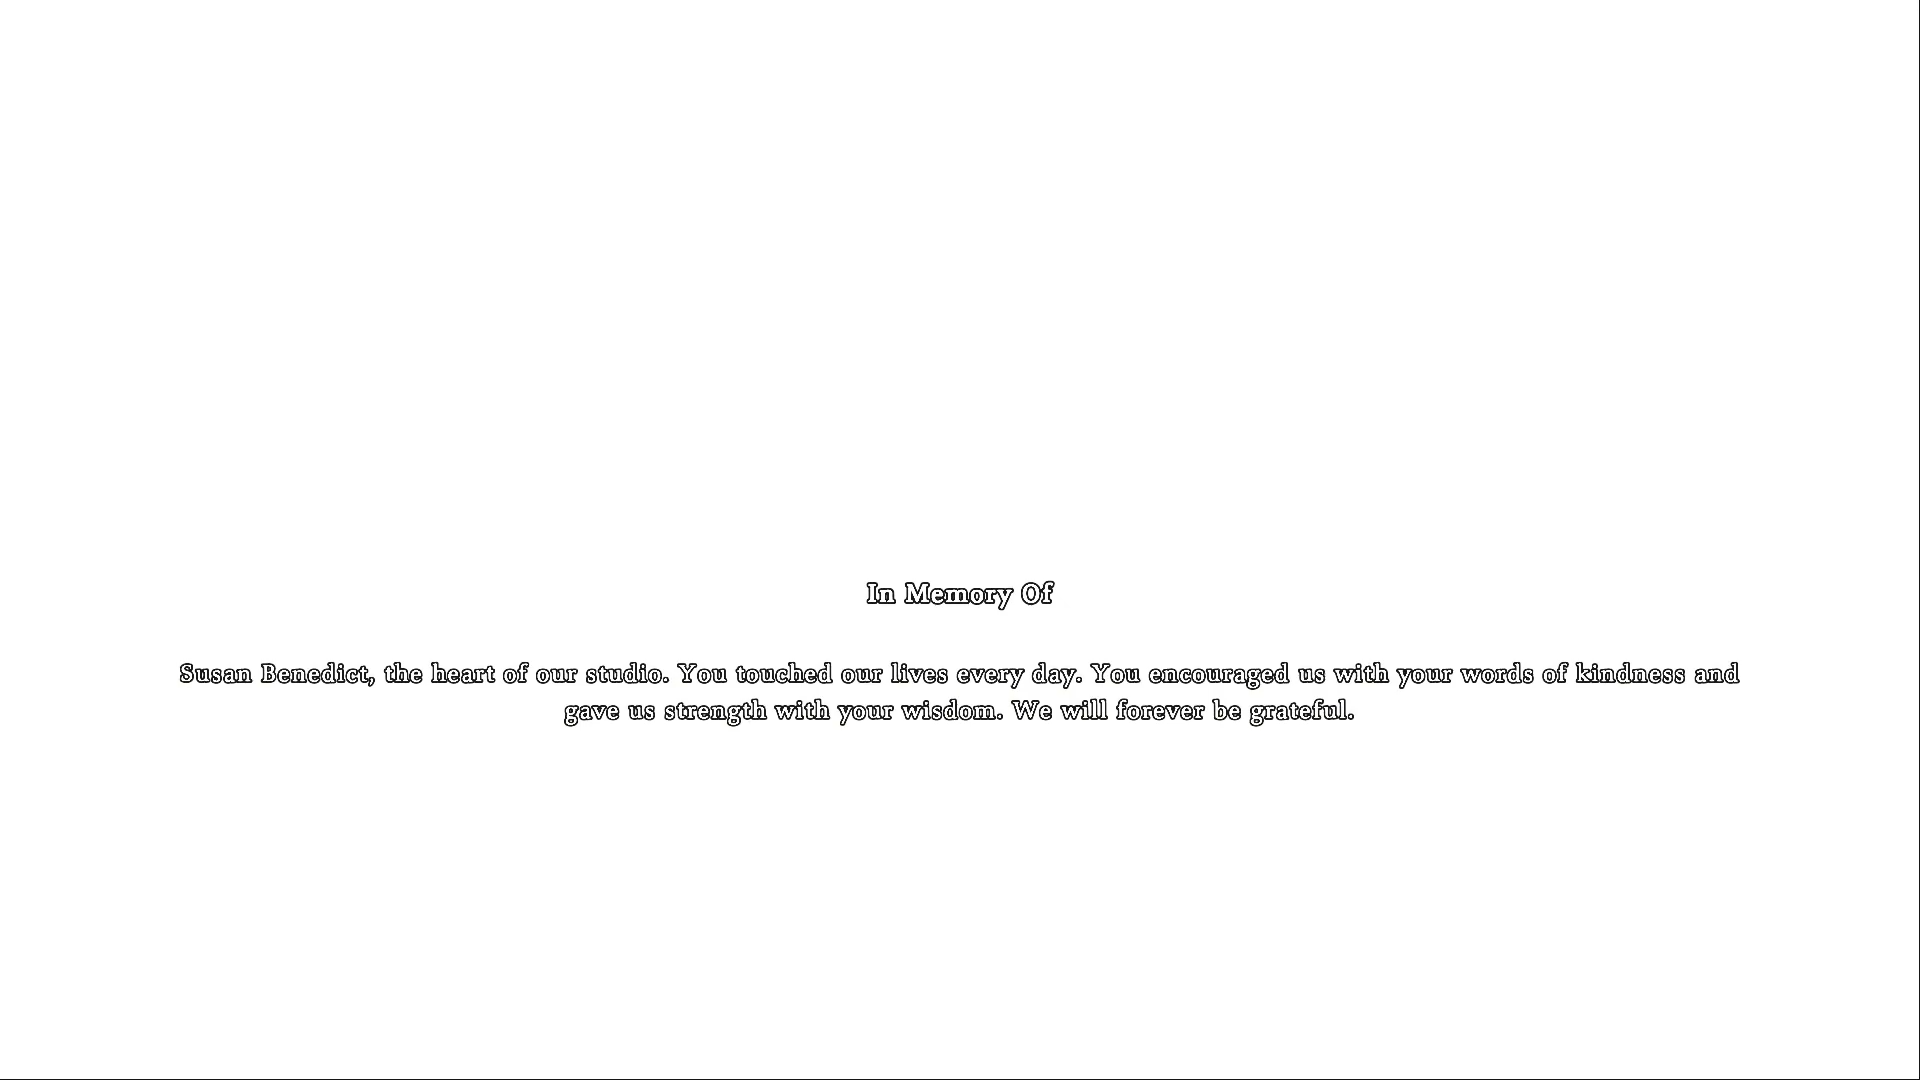 In Memory Of
Susan Benedict, the heart of our studio. You touched our lives every day. You encouraged us with your words of kindness and
gave us strength with your wisdom. We will forever be grateful.